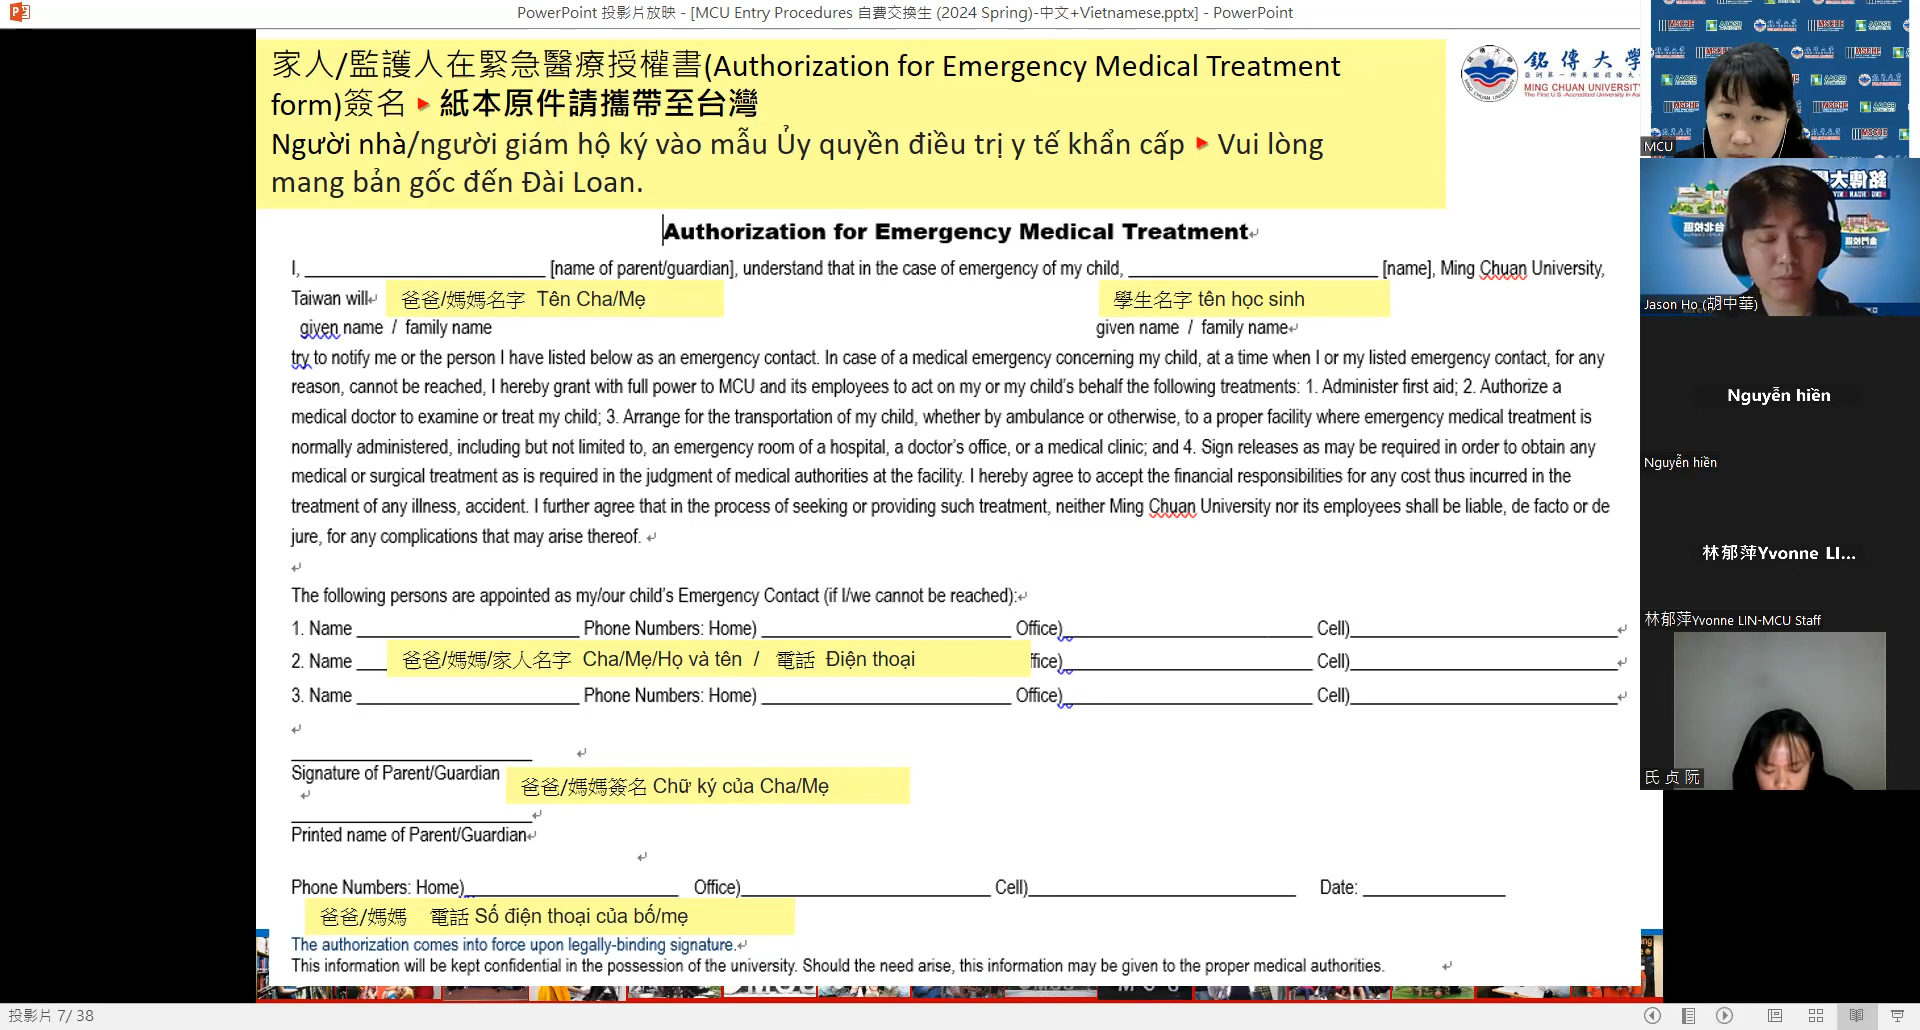 PowerPoint 投影片放映 - [MCU Entry Procedures 自費交換生 (2024 Spring)-中文+Vietnamese.pptx] - PowerPoint
家人/監護人在緊急醫療授權書(Authorization for Emergency Medical Treatment
form)簽名 ▸ 紙本原件請攜帶至台灣
Người nhà/người giám hộ ký vào mẫu Ủy quyền điều trị y tế khẩn cấp ▸ Vui lòng
mang bản gốc đến Đài Loan.
銘傳大學
MING CHUAN UNIVERSITY
Authorization for Emergency Medical Treatment
I, ________ [name of parent/guardian], understand that in the case of emergency of my child, ________ [name], Ming Chuan University,
Taiwan will 爸爸/媽媽名字 Tên Cha/Mẹ 學生名字 tên học sinh
given name / family name given name / family name
try to notify me or the person I have listed below as an emergency contact. In case of a medical emergency concerning my child, at a time when I or my listed emergency contact, for any
reason, cannot be reached, I hereby grant with full power to MCU and its employees to act on my or my child's behalf the following treatments: 1. Administer first aid; 2. Authorize a
medical doctor to examine or treat my child; 3. Arrange for the transportation of my child, whether by ambulance or otherwise, to a proper facility where emergency medical treatment is
normally administered, including but not limited to, an emergency room of a hospital, a doctor's office, or a medical clinic; and 4. Sign releases as may be required in order to obtain any
medical or surgical treatment as is required in the judgment of medical authorities at the facility. I hereby agree to accept the financial responsibilities for any cost thus incurred in the
treatment of any illness, accident. I further agree that in the process of seeking or providing such treatment, neither Ming Chuan University nor its employees shall be liable, de facto or de
jure, for any complications that may arise thereof.
The following persons are appointed as my/our child's Emergency Contact (if I/we cannot be reached):
1. Name ________ Phone Numbers: Home) ________ Office)________ Cell)________
2. Name ____ 爸爸/媽媽/家人名字 Cha/Mẹ/Họ và tên / 電話 Điện thoại ffice)________ Cell)________
3. Name ________ Phone Numbers: Home) ________ Office)________ Cell)________
Signature of Parent/Guardian 爸爸/媽媽簽名 Chữ ký của Cha/Mẹ
Printed name of Parent/Guardian
Phone Numbers: Home)________ Office)________ Cell)________ Date: ________
爸爸/媽媽 電話 Số điện thoại của bố/mẹ
The authorization comes into force upon legally-binding signature.
This information will be kept confidential in the possession of the university. Should the need arise, this information may be given to the proper medical authorities.
投影片 7/ 38
MCU
Jason Ho (胡中華)
Nguyễn hiền
Nguyễn hiền
林郁萍Yvonne LI...
林郁萍Yvonne LIN-MCU Staff
氏 贞 阮